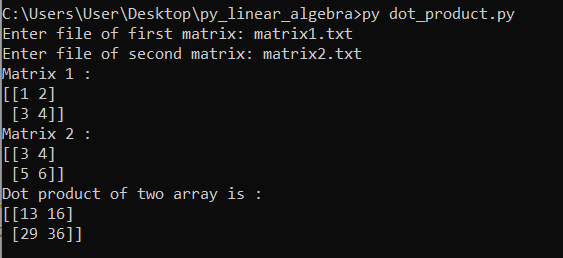 C:\Users\User\Desktop\py_linear_algebra>py dot_product.py
Enter file of first matrix: matrix1.txt
Enter file of second matrix: matrix2.txt
Matrix 1 :
[[1 2]
 [3 4]]
Matrix 2 :
[[3 4]
 [5 6]]
Dot product of two array is :
[[13 16]
 [29 36]]